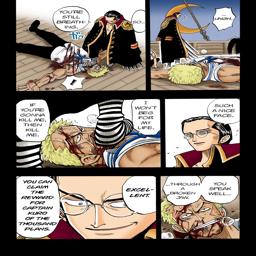 YOU'RE
STILL
BREATH-
ING.
SO...
UNGH...
IF
YOU'RE
GONNA
KILL ME,
THEN
KILL
ME.
I
WON'T
BEG FOR
MY
LIFE.
SUCH
A NICE
FACE.
YOU CAN
CLAIM
THE
REWARD
FOR
CAPTAIN
KURO
OF THE
THOUSAND
PLANS.
EXCEL-
LENT.
...THROUGH
A
BROKEN
JAW.
YOU
SPEAK
WELL...